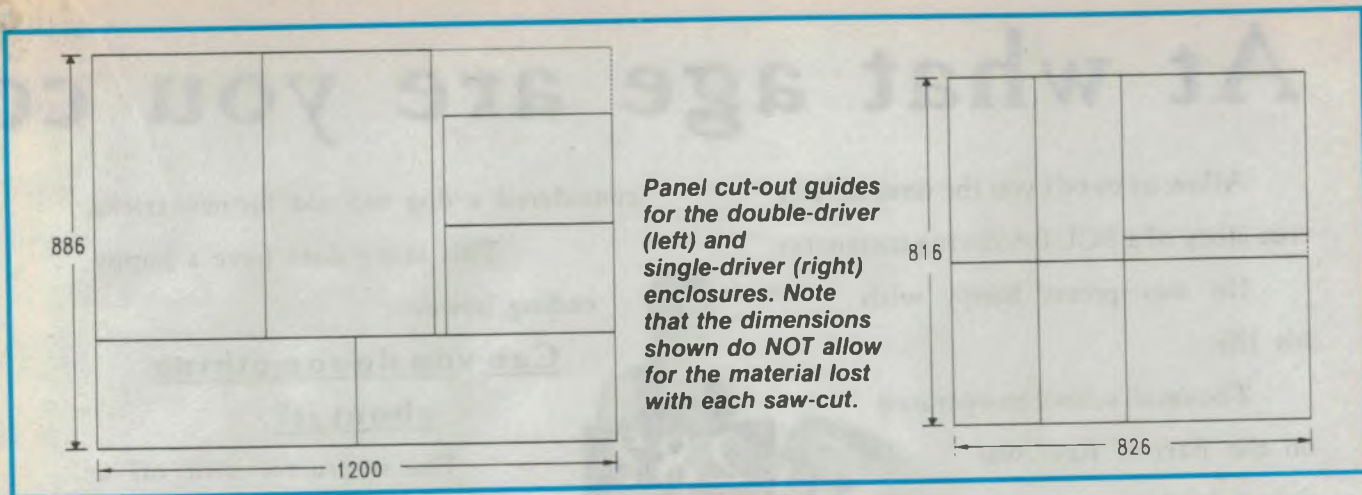 At what age are you co
886
1200
Panel cut-out guides
for the double-driver
(left) and
single-driver (right)
enclosures. Note
that the dimensions
shown do NOT allow
for the material lost
with each saw-cut.
816
826